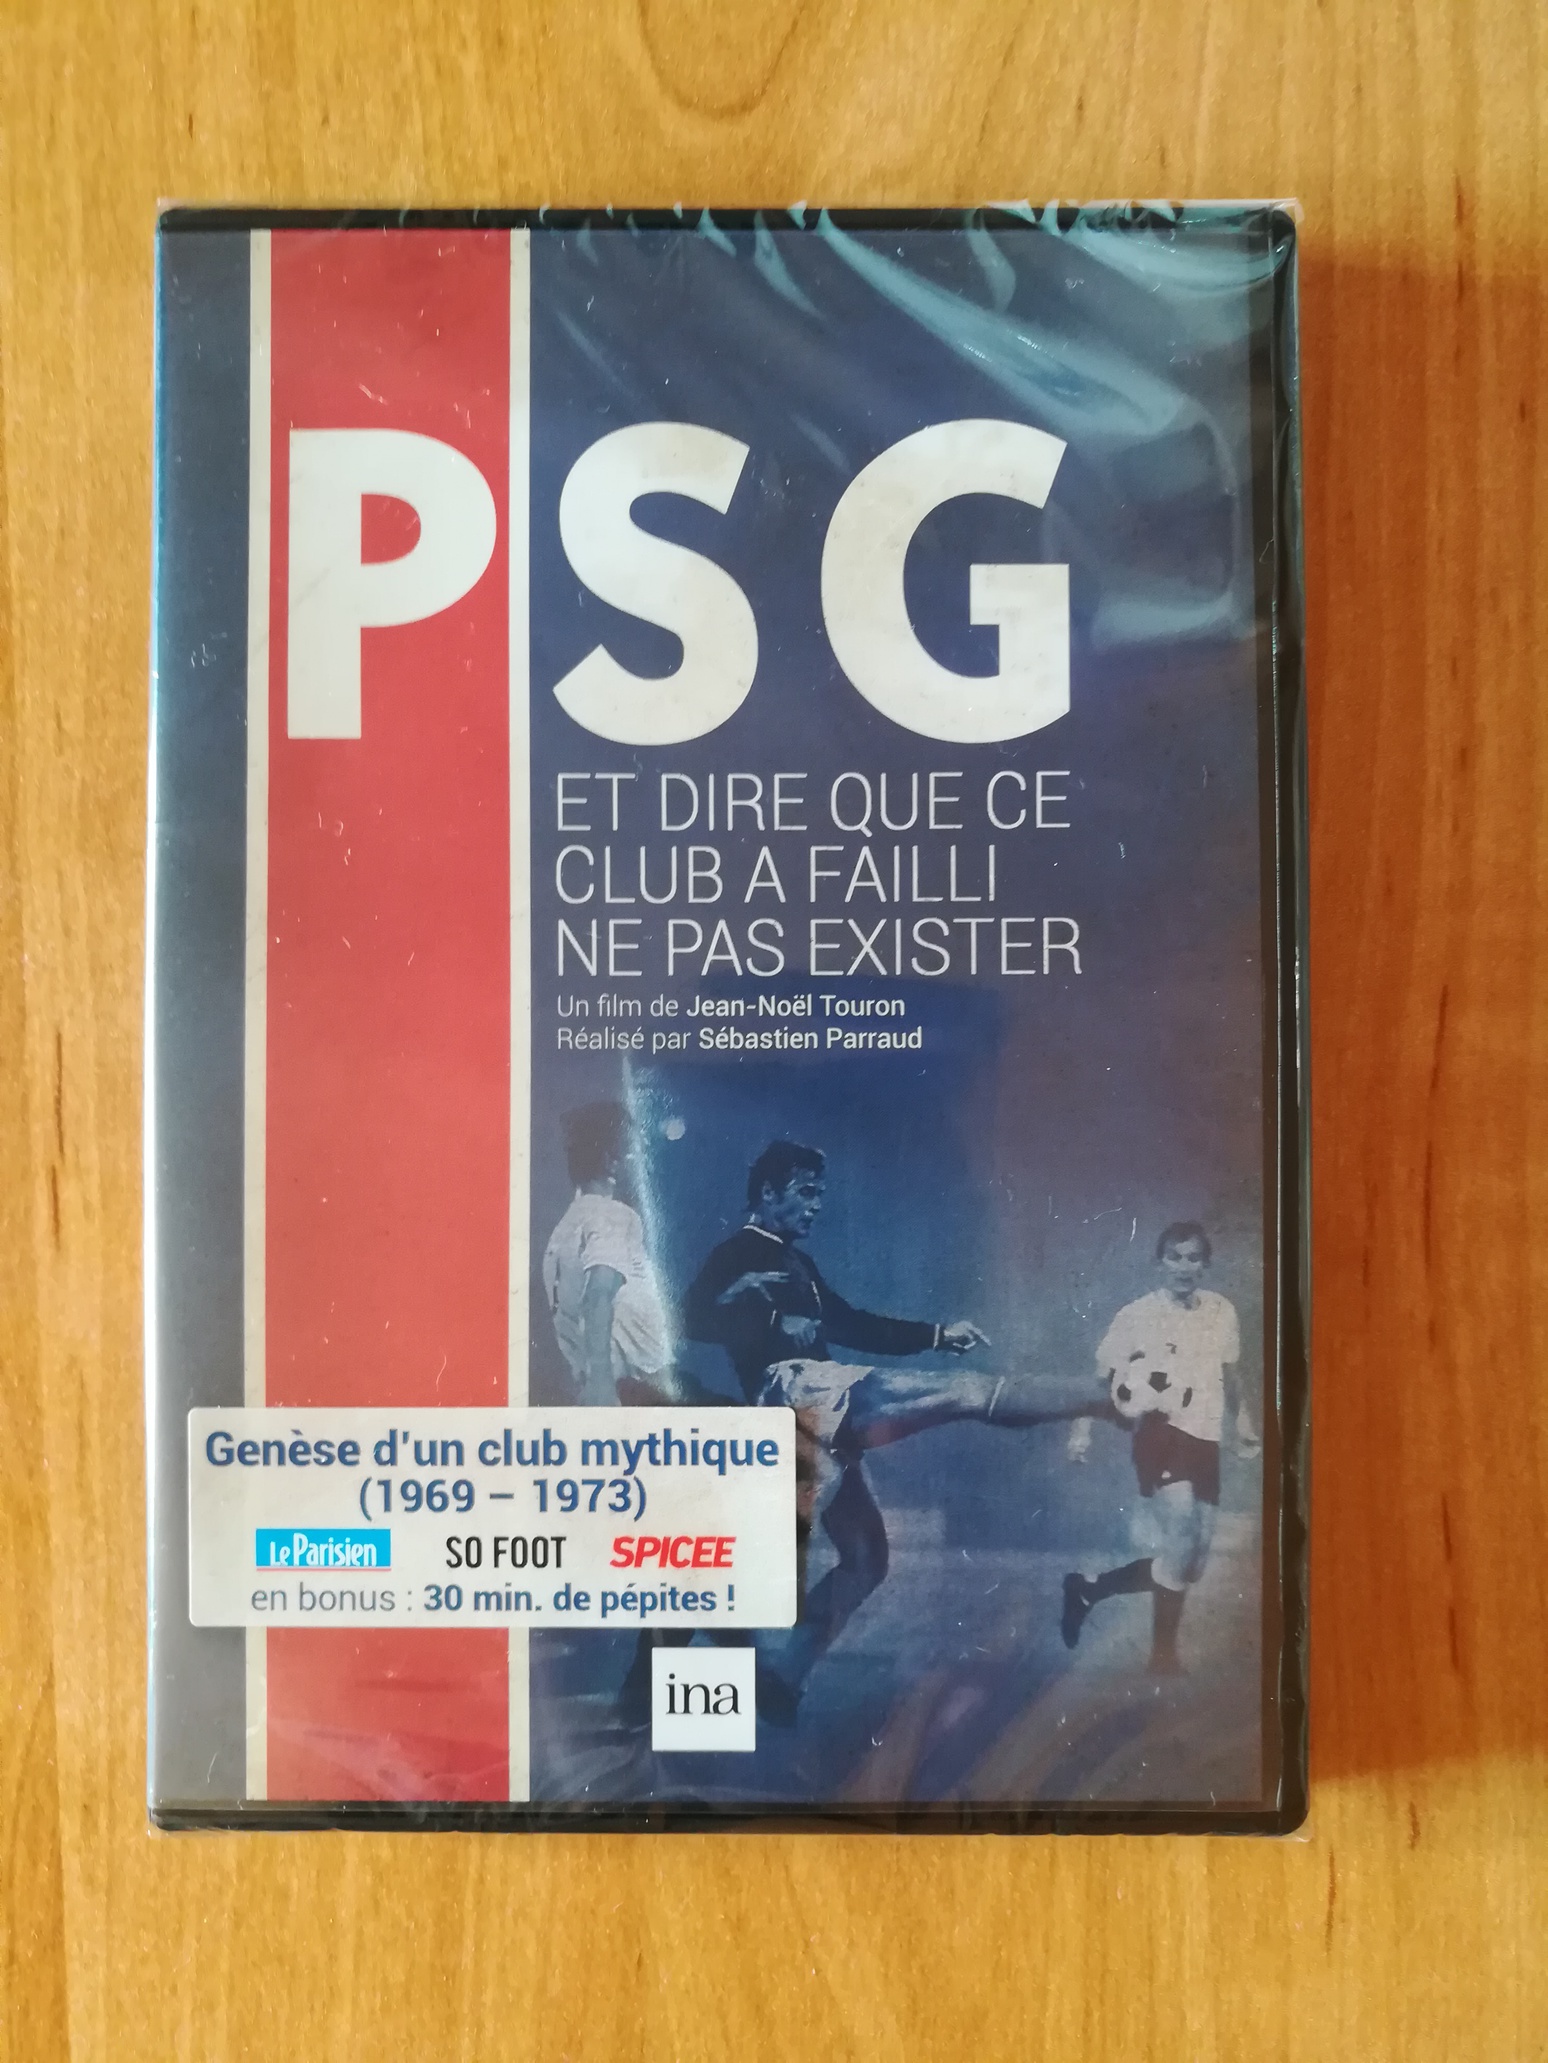 PSG
ET DIRE QUE CE
CLUB A FAILLI
NE PAS EXISTER
Un film de Jean-Noël Touron
Réalisé par Sébastien Parraud
Genèse d'un club mythique
(1969 – 1973)
Le Parisien SO FOOT SPICEE
en bonus : 30 min. de pépites !
ina